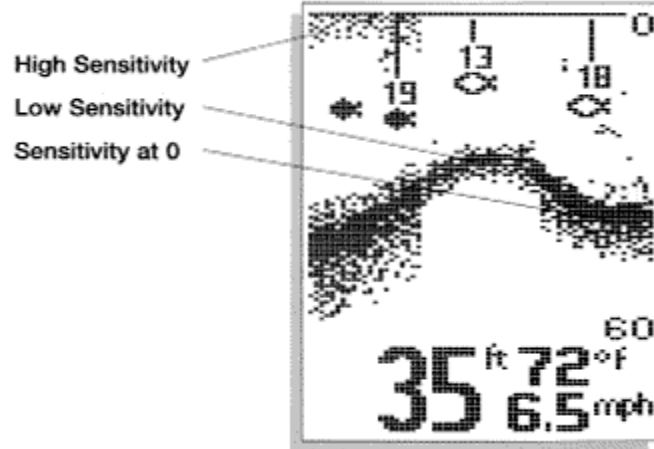 High Sensitivity
Low Sensitivity
Sensitivity at 0
0
13
18
19
60
35 ft 72°F
6.5 mph